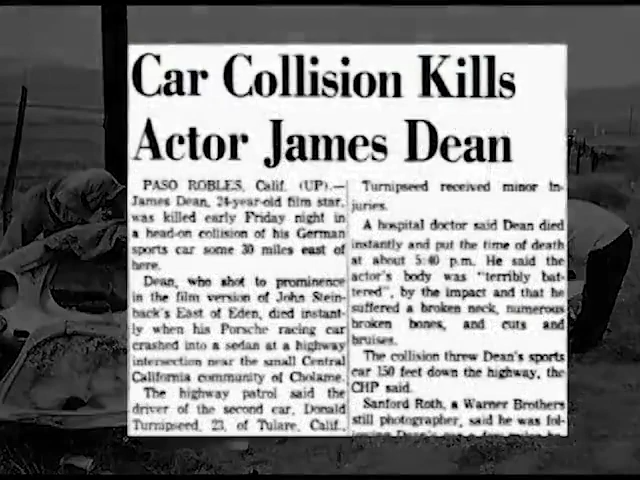 Car Collision Kills
Actor James Dean
PASO ROBLES, Calif. (UP).—
James Dean, 24-year-old film star,
was killed early Friday night in
a head-on collision of his German
sports car some 30 miles east of
here.
Dean, who shot to prominence
in the film version of John Stein-
back's East of Eden, died instant-
ly when his Porsche racing car
crashed into a sedan at a highway
intersection near the small Central
California community of Cholame.
The highway patrol said the
driver of the second car, Donald
Turnipseed, 23, of Tulare, Calif.,
Turnipseed received minor in-
juries.
A hospital doctor said Dean died
instantly and put the time of death
at about 5:40 p.m. He said the
actor's body was "terribly bat-
tered", by the impact and that he
suffered a broken neck, numerous
broken bones, and cuts and
bruises.
The collision threw Dean's sports
car 150 feet down the highway, the
CHP said.
Sanford Roth, a Warner Brothers
still photographer, said he was fol-